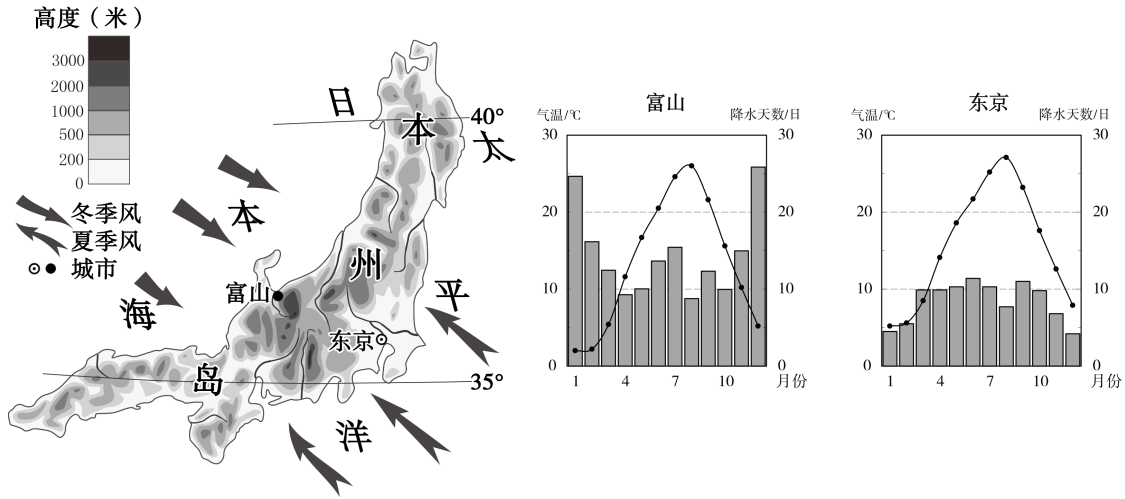 高度（米）
3000
2000
1000
500
200
0
冬季风
夏季风
城市
日
本
海
本
州
岛
太
平
洋
40°
35°
富山
东京
富山
气温/℃
降水天数/日
30
20
10
0
30
20
10
0
1
4
7
10
月份
东京
气温/℃
降水天数/日
30
20
10
0
30
20
10
0
1
4
7
10
月份